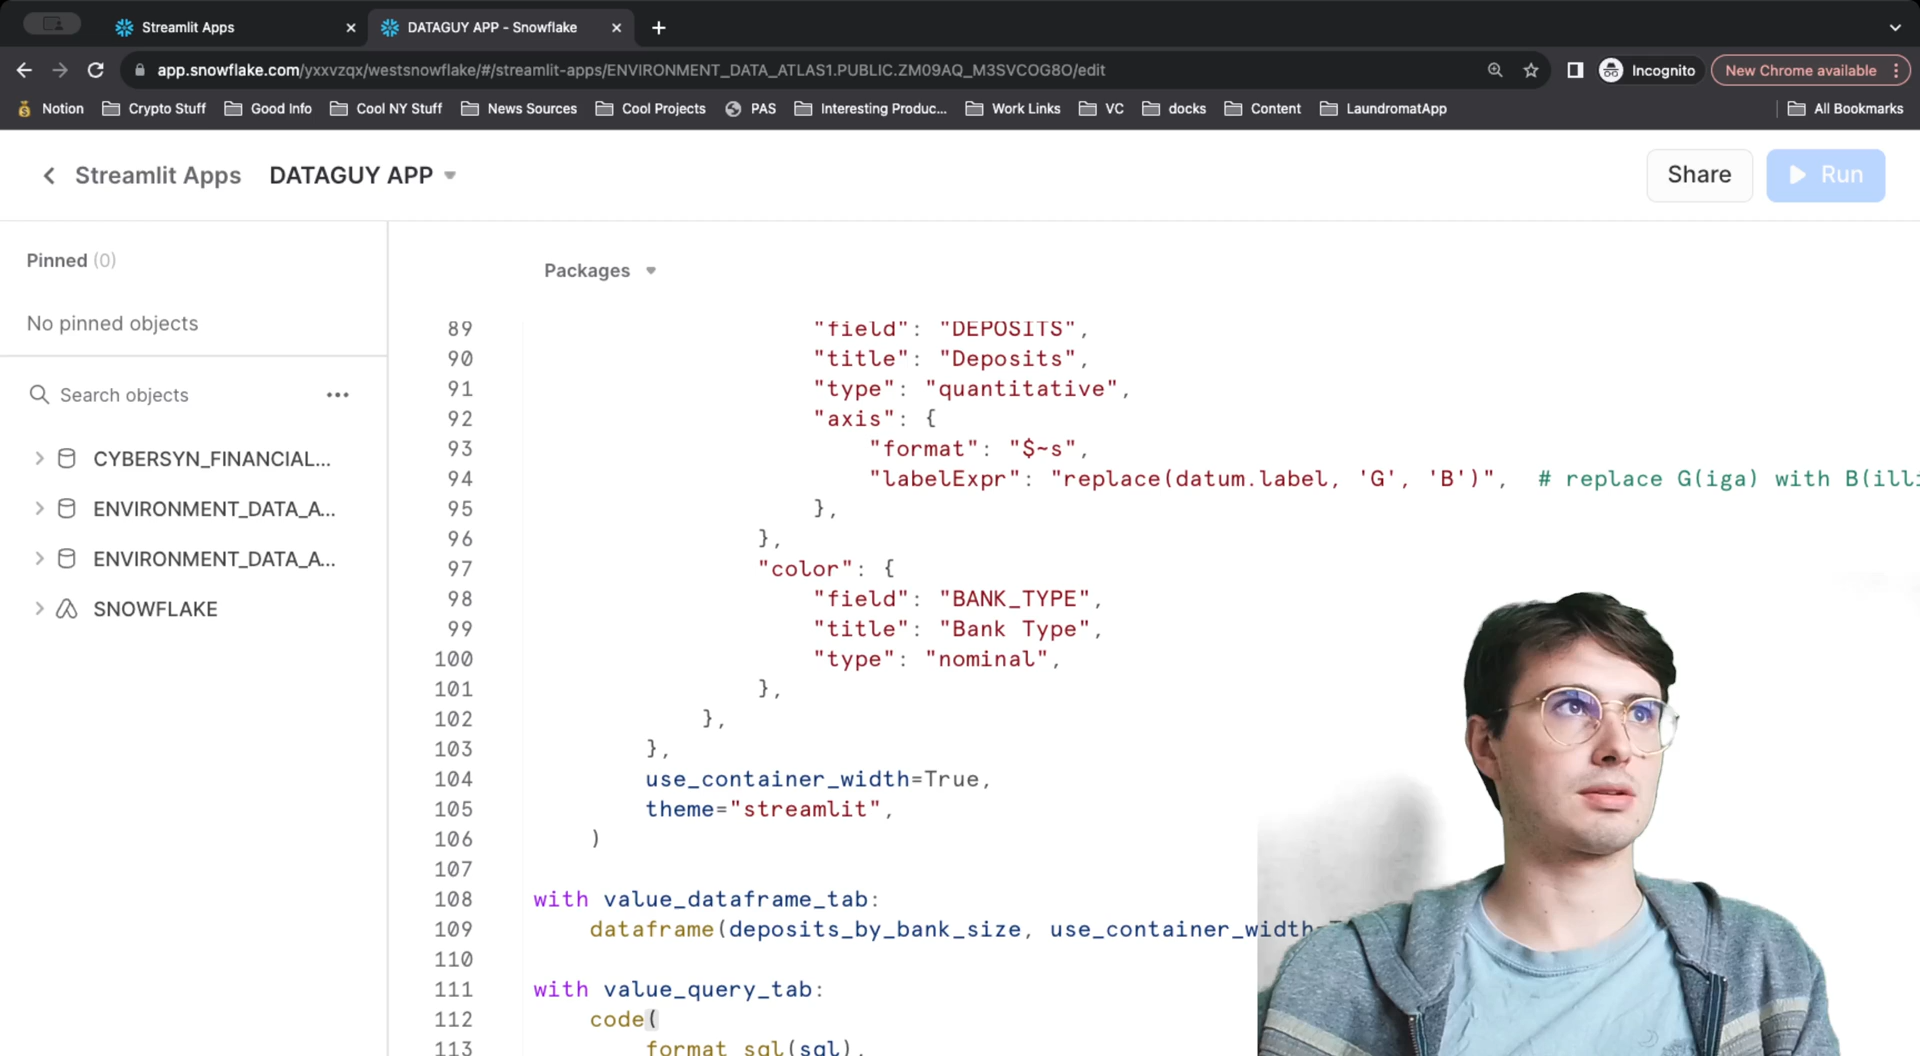 Streamlit Apps
DATAGUY APP - Snowflake
app.snowflake.com/yxxvzqx/westsnowflake/#/streamlit-apps/ENVIRONMENT_DATA_ATLAS1.PUBLIC.ZM09AQ_M3SVCOG8O/edit
Incognito
New Chrome available
Notion
Crypto Stuff
Good Info
Cool NY Stuff
News Sources
Cool Projects
PAS
Interesting Produc...
Work Links
VC
docks
Content
LaundromatApp
All Bookmarks
Streamlit Apps
DATAGUY APP
Share
Run
Pinned (0)
No pinned objects
Search objects
CYBERSYN_FINANCIAL...
ENVIRONMENT_DATA_A...
ENVIRONMENT_DATA_A...
SNOWFLAKE
Packages
89 "field": "DEPOSITS",
90 "title": "Deposits",
91 "type": "quantitative",
92 "axis": {
93 "format": "$~s",
94 "labelExpr": "replace(datum.label, 'G', 'B')", # replace G(iga) with B(illi
95 },
96 },
97 "color": {
98 "field": "BANK_TYPE",
99 "title": "Bank Type",
100 "type": "nominal",
101 },
102 },
103 },
104 use_container_width=True,
105 theme="streamlit",
106 )
107
108 with value_dataframe_tab:
109 dataframe(deposits_by_bank_size, use_container_width
110
111 with value_query_tab:
112 code(
113 format_sql(sql),